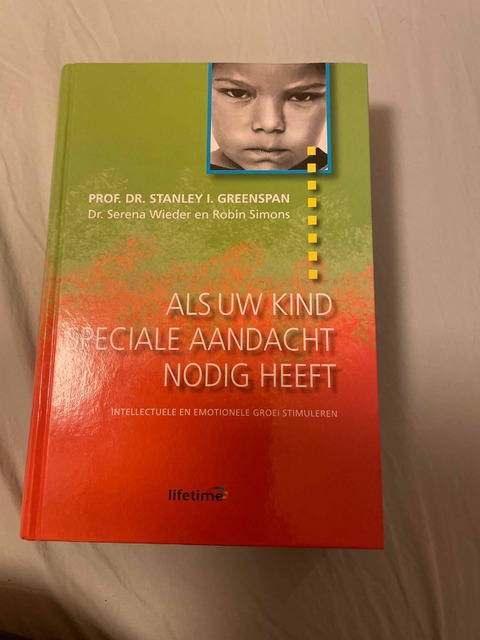 PROF. DR. STANLEY I. GREENSPAN
Dr. Serena Wieder en Robin Simons
ALS UW KIND
SPECIALE AANDACHT
NODIG HEEFT
INTELLECTUELE EN EMOTIONELE GROEI STIMULEREN
lifetime